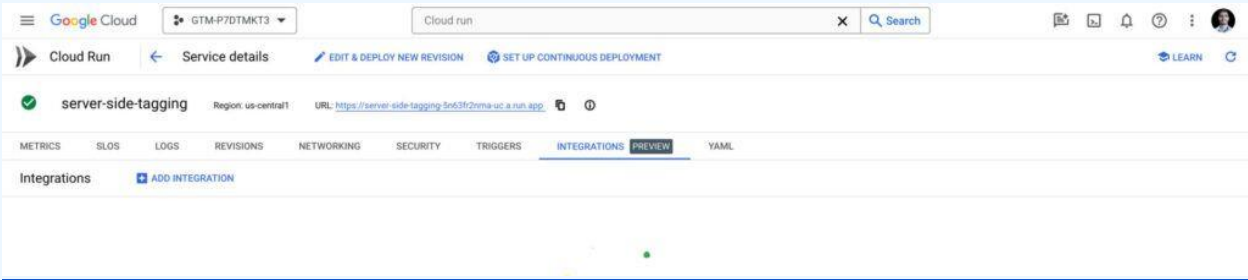 Google Cloud GTM-P7DTMKT3 Cloud run Search
Cloud Run Service details EDIT & DEPLOY NEW REVISION SET UP CONTINUOUS DEPLOYMENT LEARN
server-side-tagging Region: us-central1 URL: https://server-side-tagging-5n63fr2nma-uc.a.run.app
METRICS SLOS LOGS REVISIONS NETWORKING SECURITY TRIGGERS INTEGRATIONS PREVIEW YAML
Integrations ADD INTEGRATION